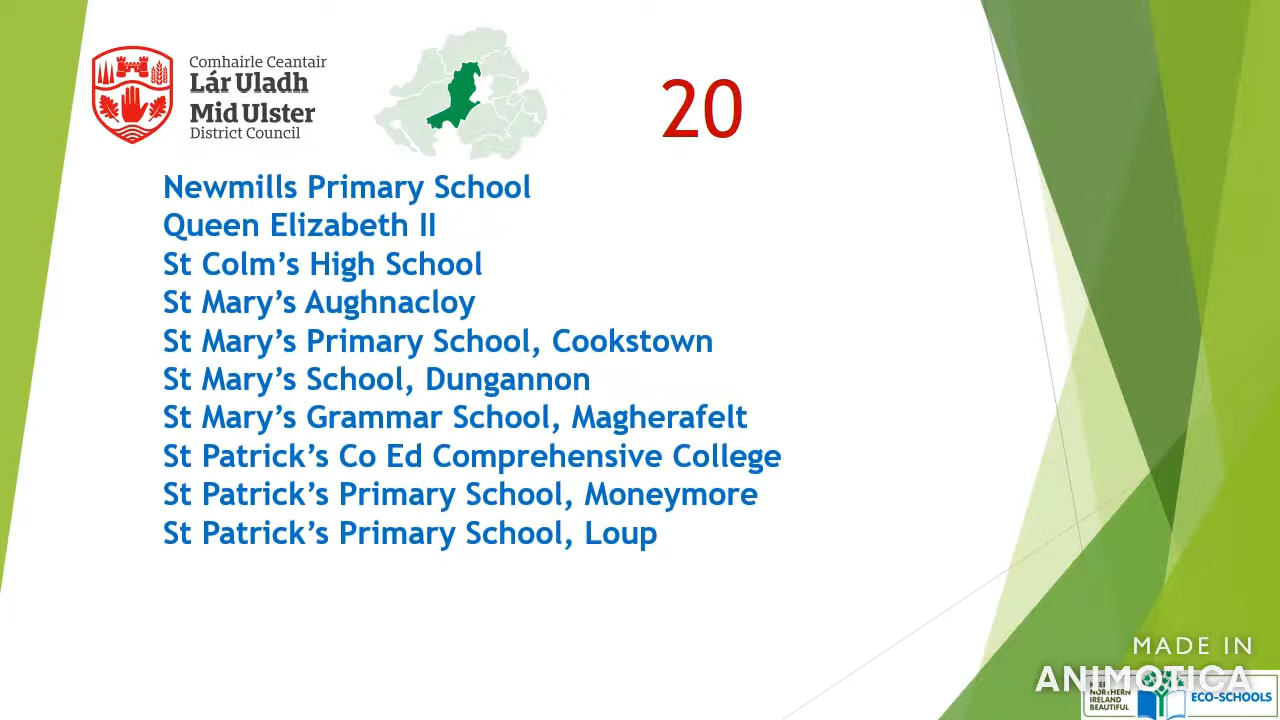 Comhairle Ceantair
Lár Uladh
Mid Ulster
District Council
20
Newmills Primary School
Queen Elizabeth II
St Colm’s High School
St Mary’s Aughnacloy
St Mary’s Primary School, Cookstown
St Mary’s School, Dungannon
St Mary’s Grammar School, Magherafelt
St Patrick’s Co Ed Comprehensive College
St Patrick’s Primary School, Moneymore
St Patrick’s Primary School, Loup
MADE IN
ANIMOTICA
NORTHERN
IRELAND
BEAUTIFUL
ECO-SCHOOLS